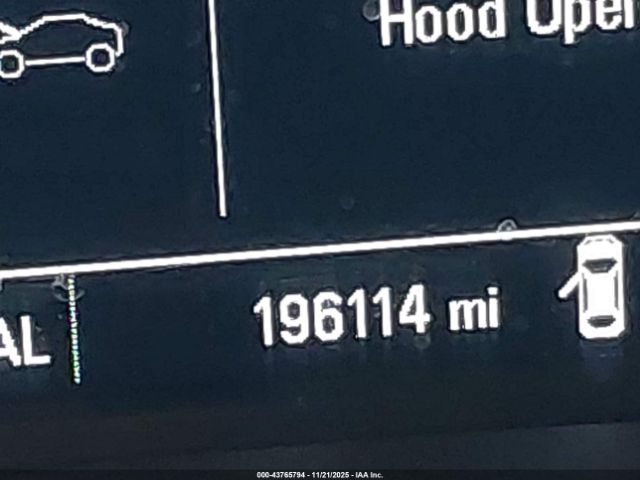 Hood Open
196114 mi
AL
000-43765794 - 11/21/2025 - IAA Inc.